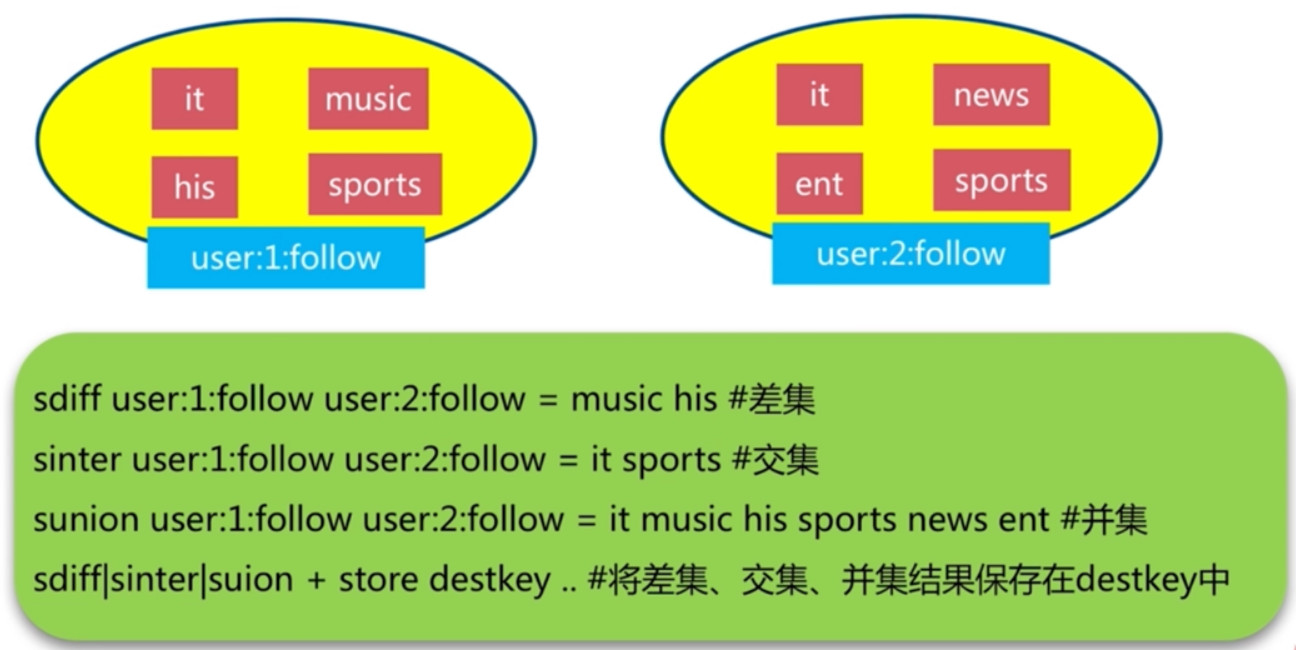 it music
his sports
user:1:follow
it news
ent sports
user:2:follow
sdiff user:1:follow user:2:follow = music his #差集
sinter user:1:follow user:2:follow = it sports #交集
sunion user:1:follow user:2:follow = it music his sports news ent #并集
sdiff|sinter|suion + store destkey .. #将差集、交集、并集结果保存在destkey中